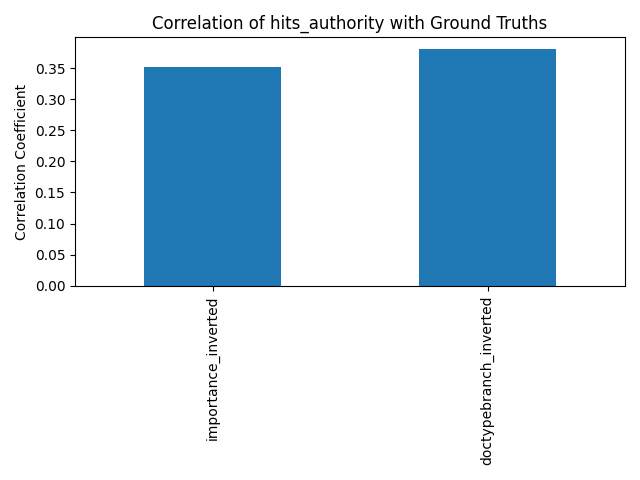 Correlation of hits_authority with Ground Truths
Correlation Coefficient
0.35
0.30
0.25
0.20
0.15
0.10
0.05
0.00
importance_inverted
doctypebranch_inverted